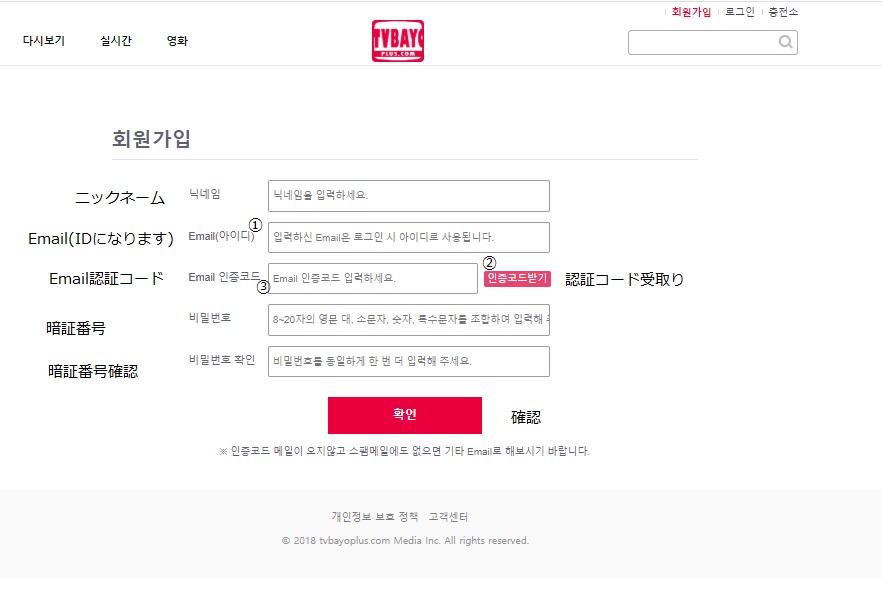 회원가입 로그인 충전소
다시보기 실시간 영화
TVBAYO
PLUS.COM
회원가입
ニックネーム 닉네임 닉네임을 입력하세요.
Email(IDになります) Email(아이디) ① 입력하신 Email은 로그인 시 아이디로 사용됩니다.
Email認証コード Email 인증코드 ③ Email 인증코드 입력하세요. ② 인증코드받기 認証コード受取り
暗証番号 비밀번호 8~20자의 영문 대, 소문자, 숫자, 특수문자를 조합하여 입력해
暗証番号確認 비밀번호 확인 비밀번호를 동일하게 한 번 더 입력해 주세요.
확인 確認
※ 인증코드 메일이 오지않고 스팸메일에도 없으면 기타 Email로 해보시기 바랍니다.
개인정보 보호 정책 고객센터
© 2018 tvbayoplus.com Media Inc. All rights reserved.